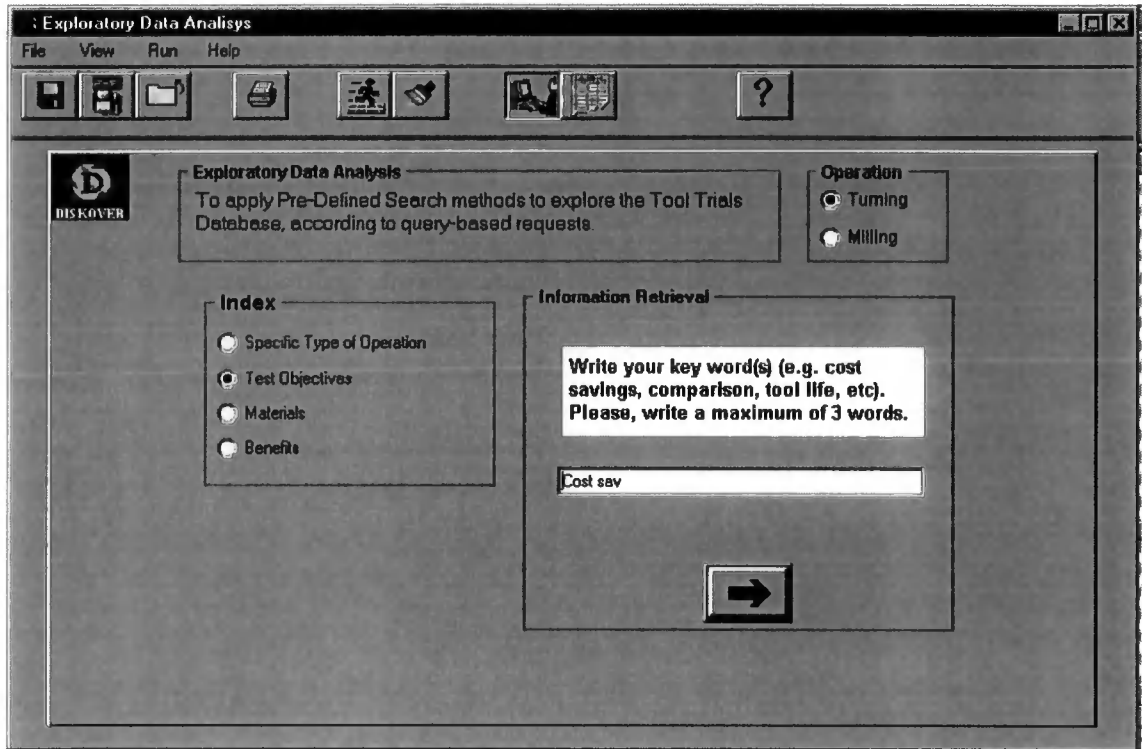 : Exploratory Data Analisys
File View Run Help
?
D
DISKOVER
Exploratory Data Analysis
To apply Pre-Defined Search methods to explore the Tool Trials
Database, according to query-based requests.
Operation
Turning
Milling
Index
Specific Type of Operation
Test Objectives
Materials
Benefits
Information Retrieval
Write your key word(s) (e.g. cost
savings, comparison, tool life, etc).
Please, write a maximum of 3 words.
Cost sav